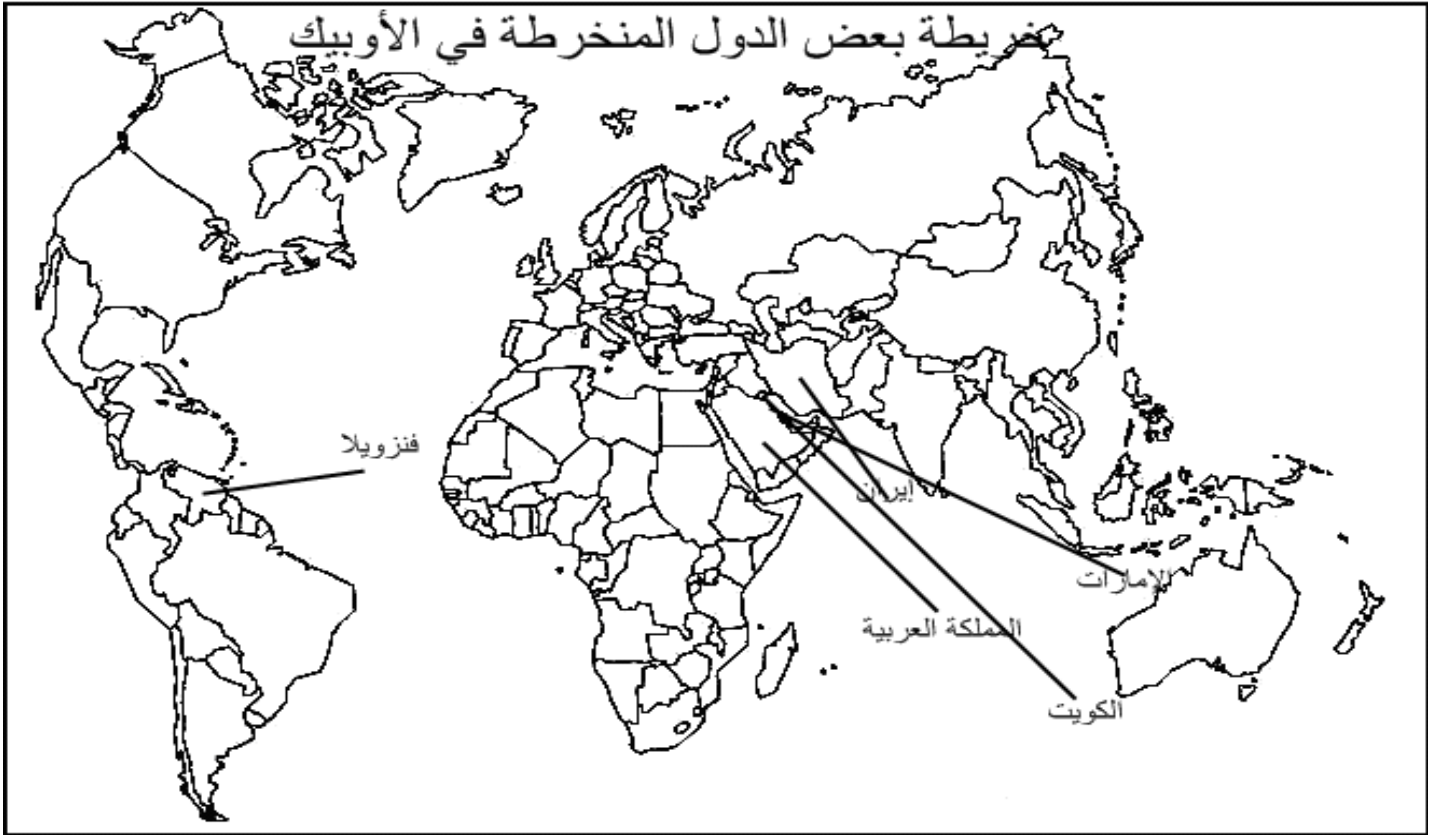 خريطة بعض الدول المنخرطة في الأوبيك
فنزويلا
إيران
الإمارات
المملكة العربية
الكويت